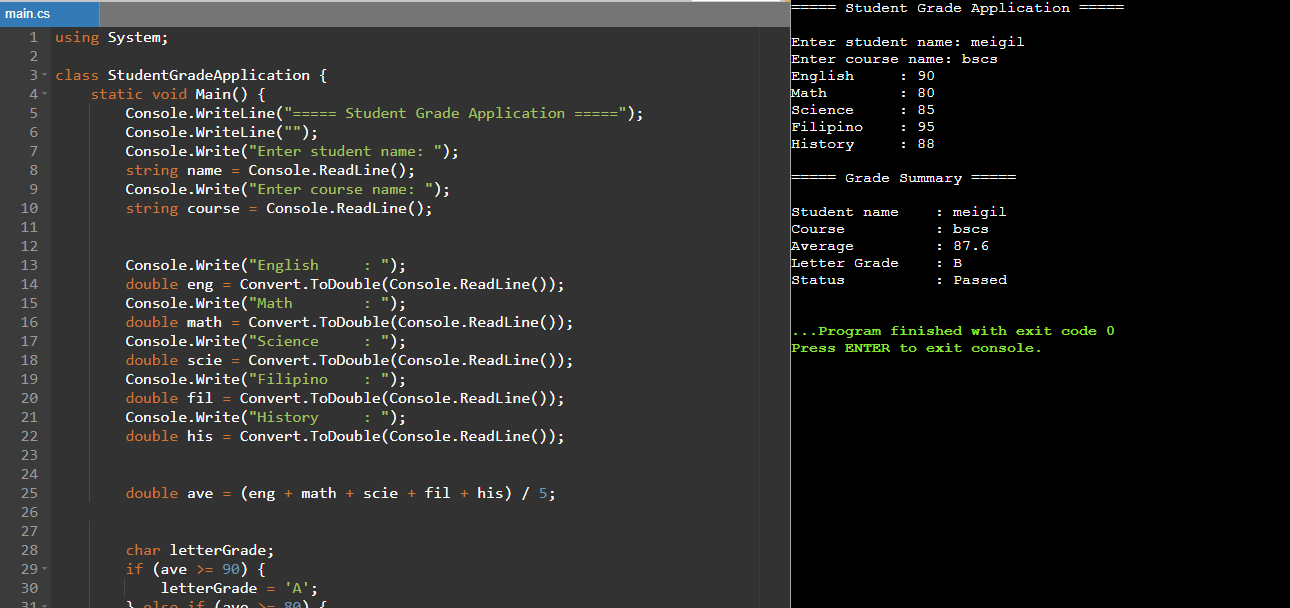 main.cs
1 using System;
2
3 class StudentGradeApplication {
4 static void Main() {
5 Console.WriteLine("===== Student Grade Application =====");
6 Console.WriteLine("");
7 Console.Write("Enter student name: ");
8 string name = Console.ReadLine();
9 Console.Write("Enter course name: ");
10 string course = Console.ReadLine();
11
12
13 Console.Write("English     : ");
14 double eng = Convert.ToDouble(Console.ReadLine());
15 Console.Write("Math        : ");
16 double math = Convert.ToDouble(Console.ReadLine());
17 Console.Write("Science     : ");
18 double scie = Convert.ToDouble(Console.ReadLine());
19 Console.Write("Filipino    : ");
20 double fil = Convert.ToDouble(Console.ReadLine());
21 Console.Write("History     : ");
22 double his = Convert.ToDouble(Console.ReadLine());
23
24
25 double ave = (eng + math + scie + fil + his) / 5;
26
27
28 char letterGrade;
29 if (ave >= 90) {
30 letterGrade = 'A';
31 } else if (ave >= 80) {
===== Student Grade Application =====
Enter student name: meigil
Enter course name: bscs
English     : 90
Math        : 80
Science     : 85
Filipino    : 95
History     : 88
===== Grade Summary =====
Student name    : meigil
Course          : bscs
Average         : 87.6
Letter Grade    : B
Status          : Passed
...Program finished with exit code 0
Press ENTER to exit console.